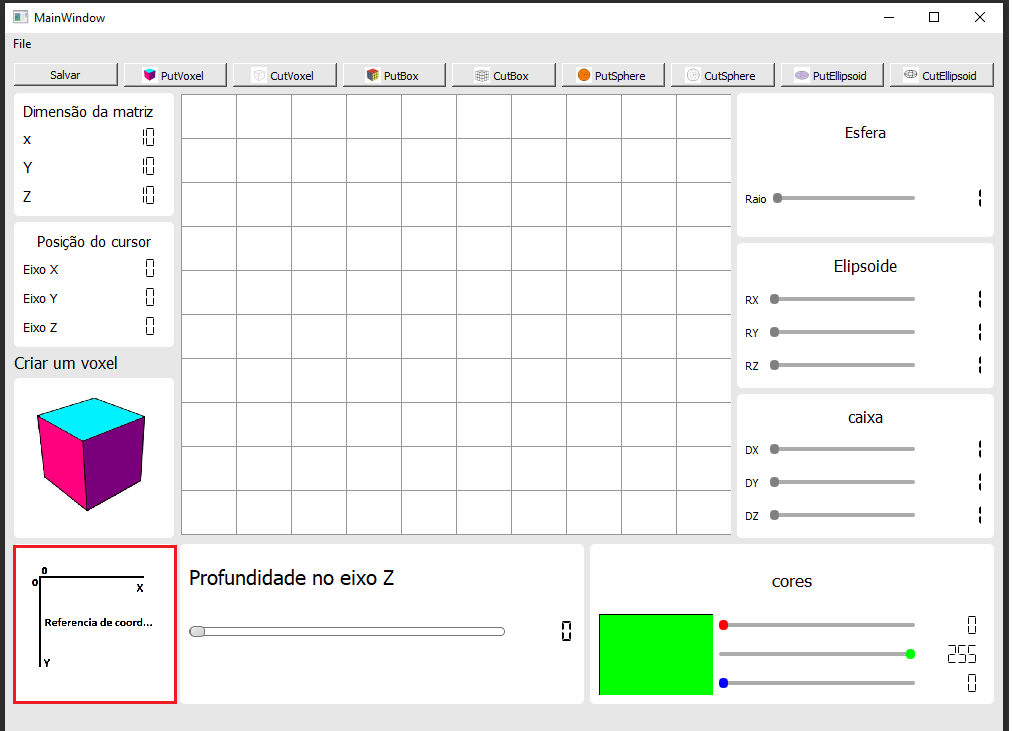 MainWindow
File
Salvar PutVoxel CutVoxel PutBox CutBox PutSphere CutSphere PutEllipsoid CutEllipsoid
Dimensão da matriz
x 10
Y 10
Z 10
Posição do cursor
Eixo X 0
Eixo Y 0
Eixo Z 0
Criar um voxel
Esfera
Raio 1
Elipsoide
RX 1
RY 1
RZ 1
caixa
DX 1
DY 1
DZ 1
0
0
X
Referencia de coord...
Y
Profundidade no eixo Z
0
cores
0
255
0